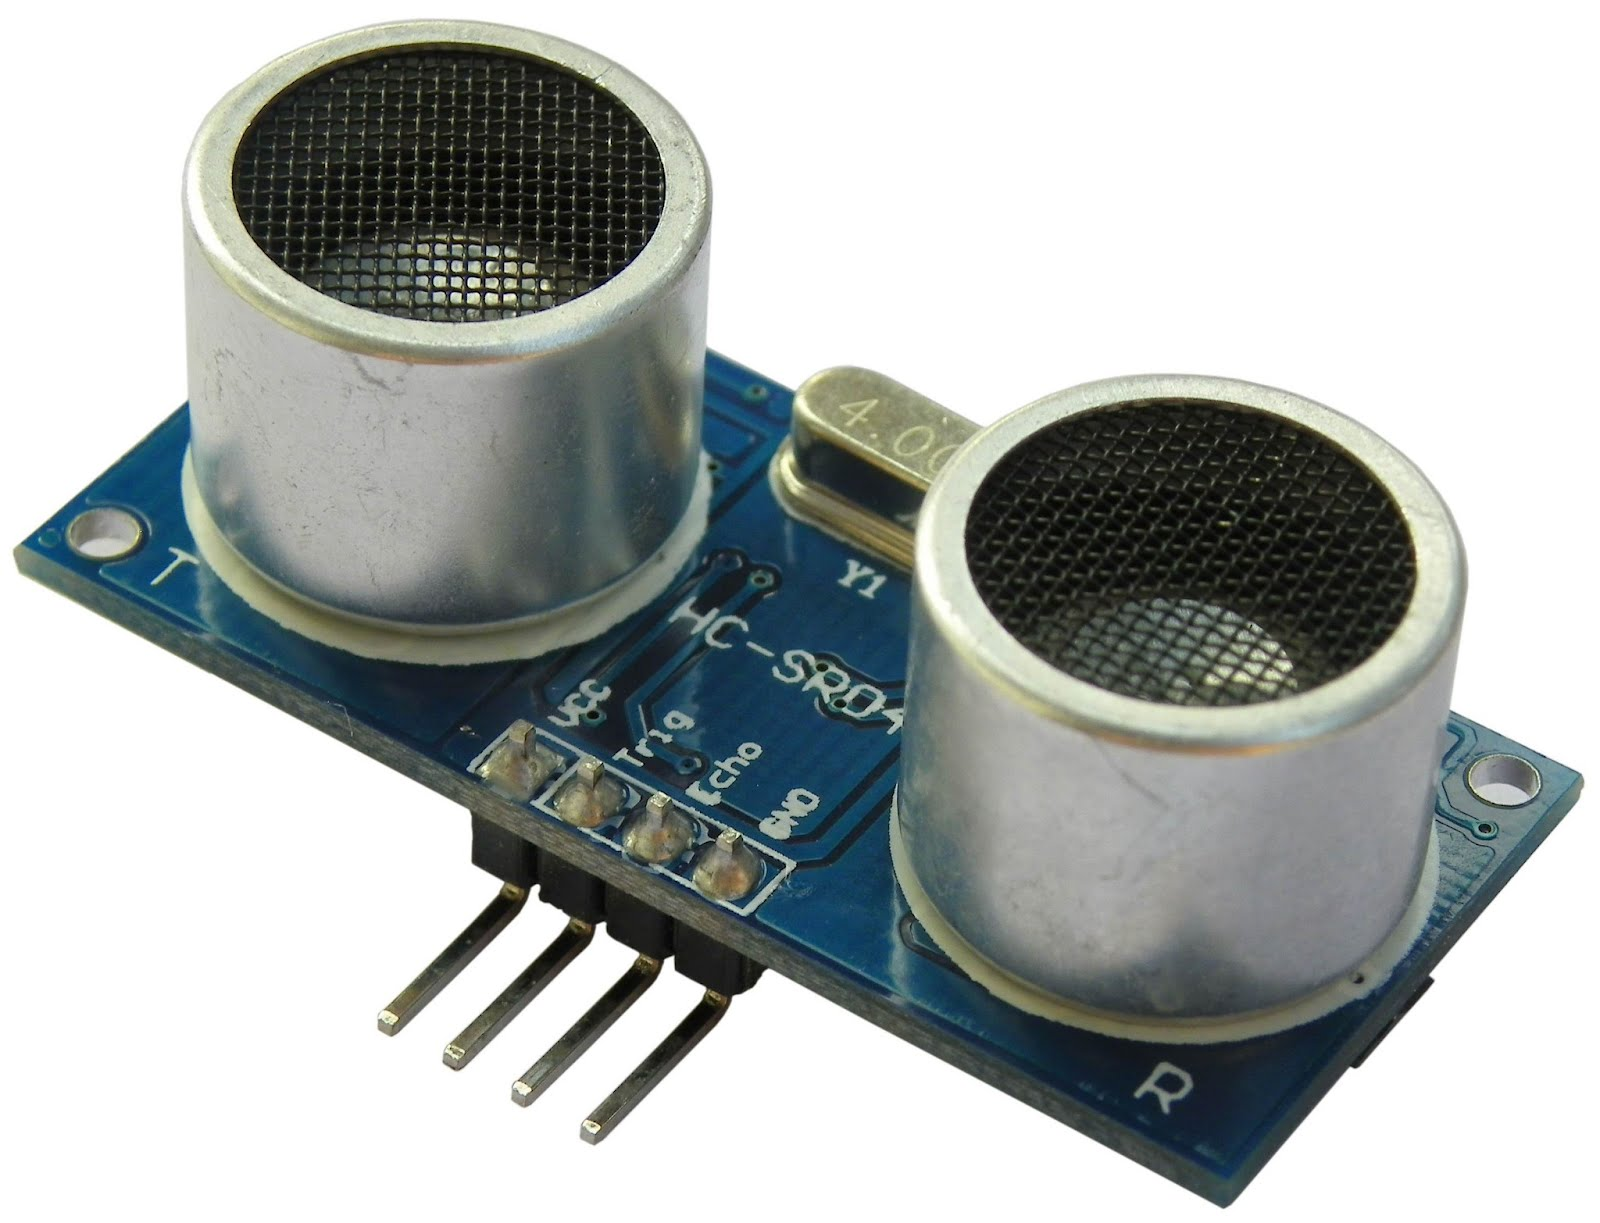 4.00
T
Y1
HC-SR04
VCC
Trig
Echo
GND
R